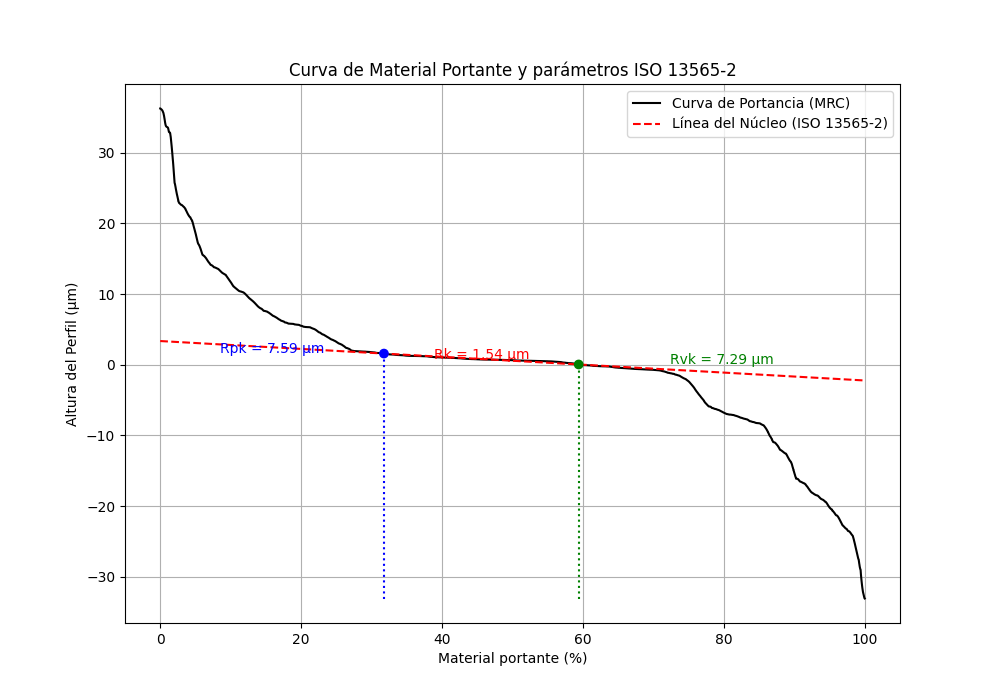 Curva de Material Portante y parámetros ISO 13565-2
Curva de Portancia (MRC)
Línea del Núcleo (ISO 13565-2)
Altura del Perfil (µm)
30
20
10
0
−10
−20
−30
Rpk = 7.59 µm
Rk = 1.54 µm
Rvk = 7.29 µm
0
20
40
60
80
100
Material portante (%)